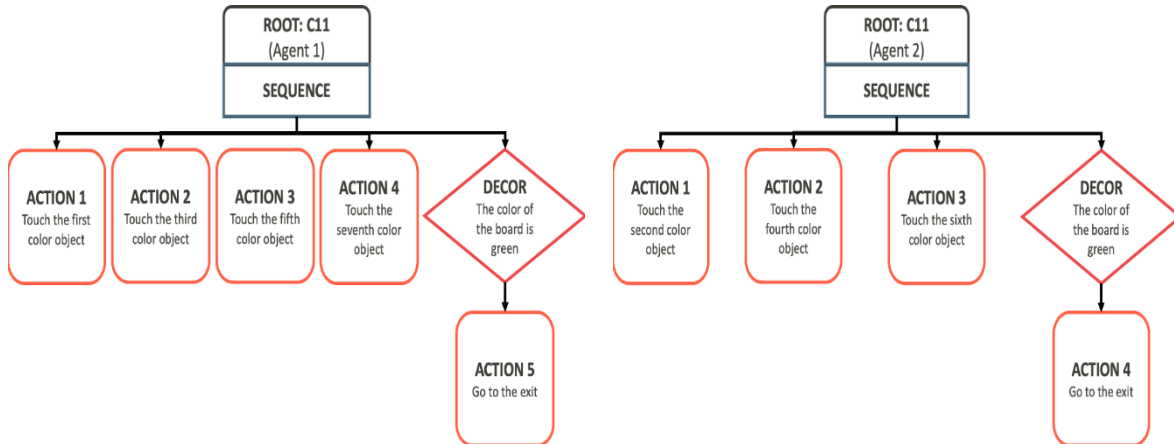 ROOT: C11
(Agent 1)
SEQUENCE
ACTION 1
Touch the first
color object
ACTION 2
Touch the third
color object
ACTION 3
Touch the fifth
color object
ACTION 4
Touch the
seventh color
object
DECOR
The color of
the board is
green
ACTION 5
Go to the exit
ROOT: C11
(Agent 2)
SEQUENCE
ACTION 1
Touch the
second color
object
ACTION 2
Touch the
fourth color
object
ACTION 3
Touch the sixth
color object
DECOR
The color of
the board is
green
ACTION 4
Go to the exit